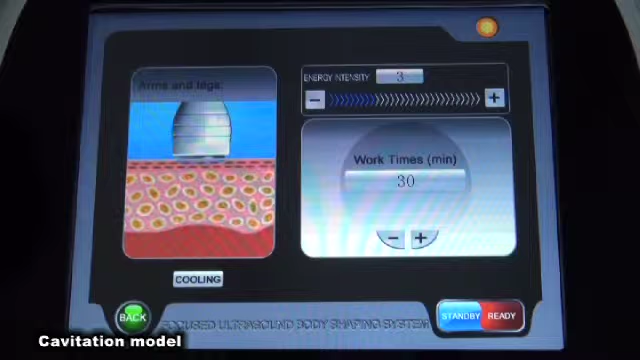 Arms and legs
ENERGY INTENSITY 3
− +
Work Times (min)
30
− +
COOLING
BACK
FOCUSED ULTRASOUND BODY SHAPING SYSTEM
STANDBY READY
Cavitation model